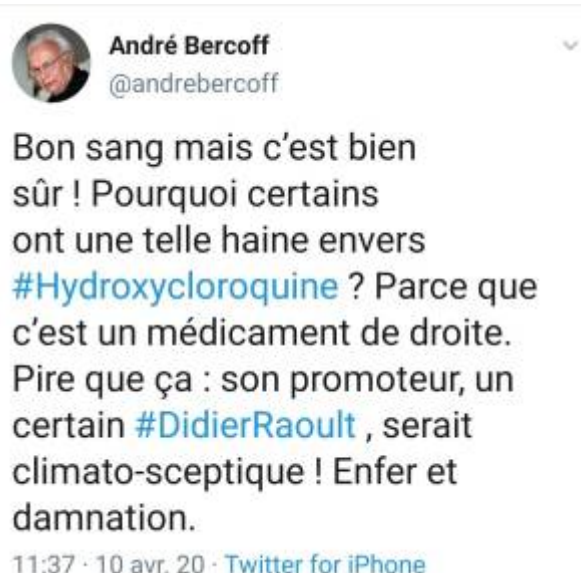 André Bercoff
@andrebercoff
Bon sang mais c'est bien
sûr ! Pourquoi certains
ont une telle haine envers
#Hydroxycloroquine ? Parce que
c'est un médicament de droite.
Pire que ça : son promoteur, un
certain #DidierRaoult , serait
climato-sceptique ! Enfer et
damnation.
11:37 · 10 avr. 20 · Twitter for iPhone